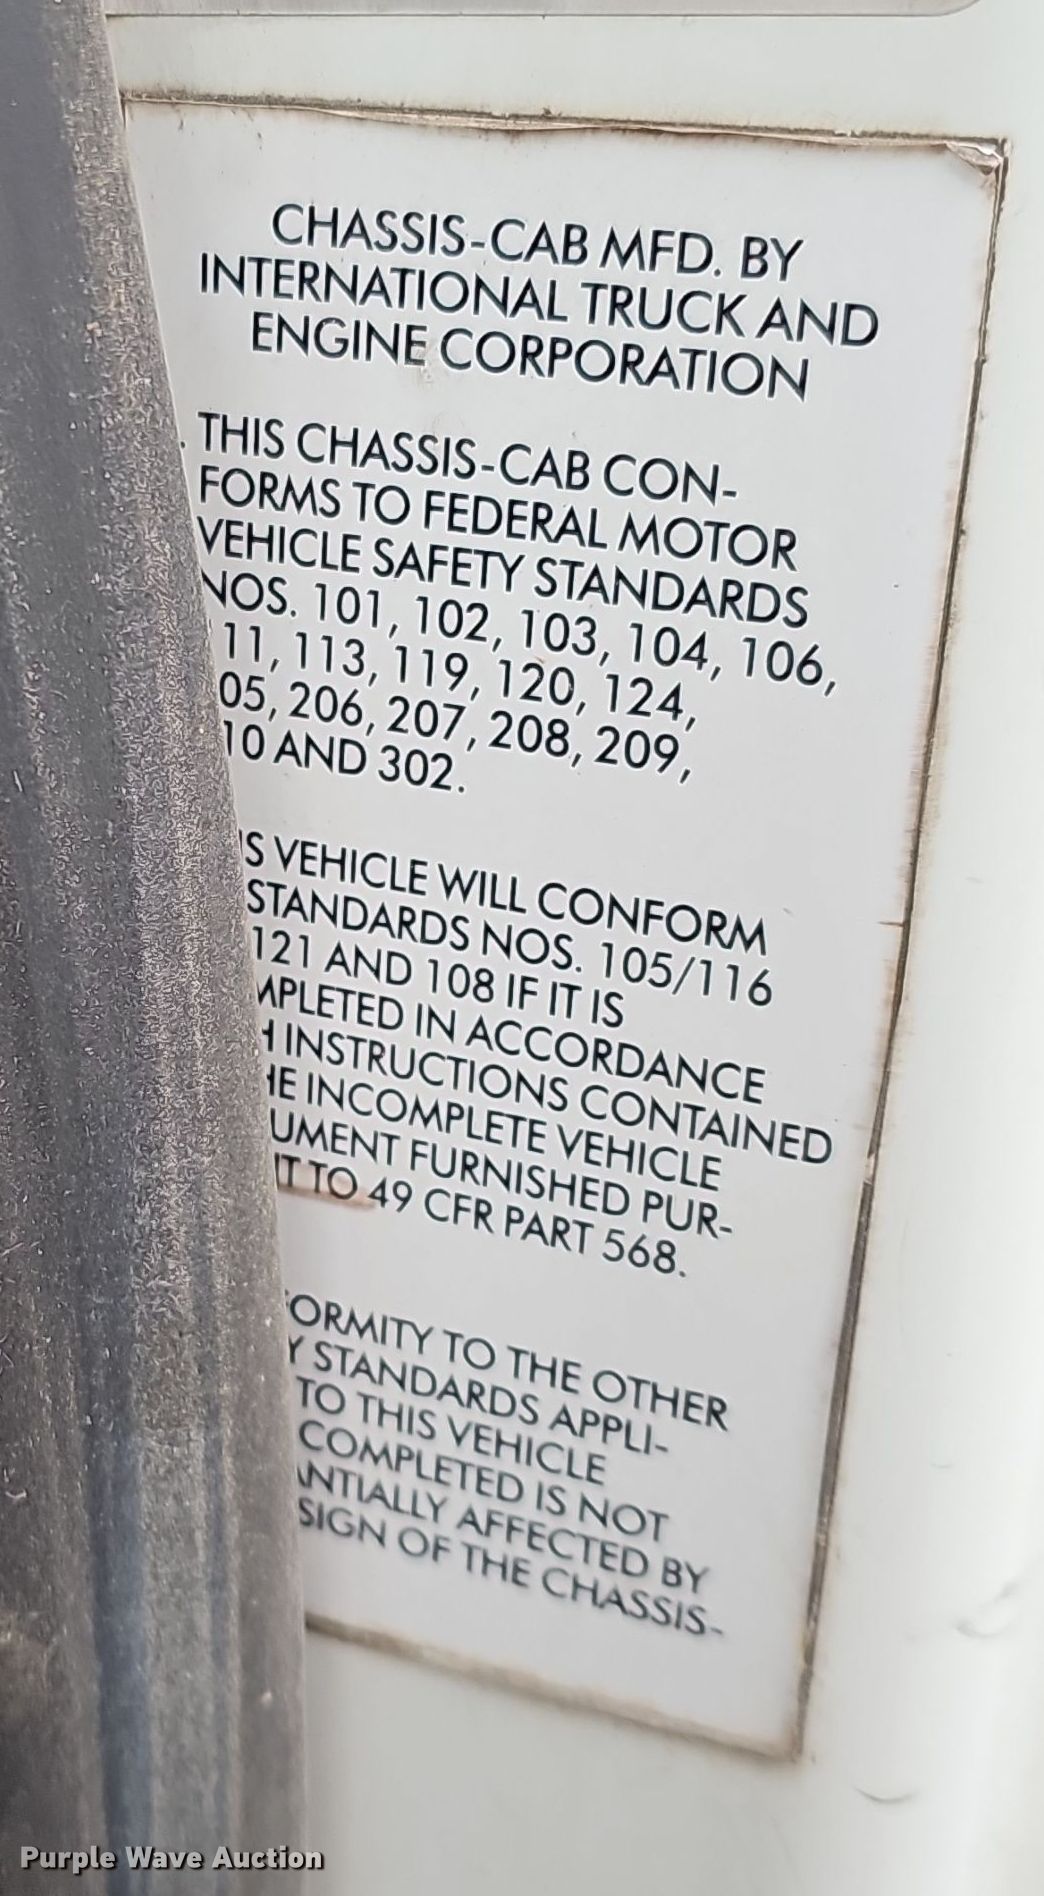 CHASSIS-CAB MFD. BY
INTERNATIONAL TRUCK AND
ENGINE CORPORATION
THIS CHASSIS-CAB CON-
FORMS TO FEDERAL MOTOR
VEHICLE SAFETY STANDARDS
NOS. 101, 102, 103, 104, 106,
11, 113, 119, 120, 124,
05, 206, 207, 208, 209,
10 AND 302.
IS VEHICLE WILL CONFORM
STANDARDS NOS. 105/116
121 AND 108 IF IT IS
MPLETED IN ACCORDANCE
H INSTRUCTIONS CONTAINED
HE INCOMPLETE VEHICLE
UMENT FURNISHED PUR-
NT TO 49 CFR PART 568.
FORMITY TO THE OTHER
Y STANDARDS APPLI-
TO THIS VEHICLE
COMPLETED IS NOT
ANTIALLY AFFECTED BY
SIGN OF THE CHASSIS-
Purple Wave Auction